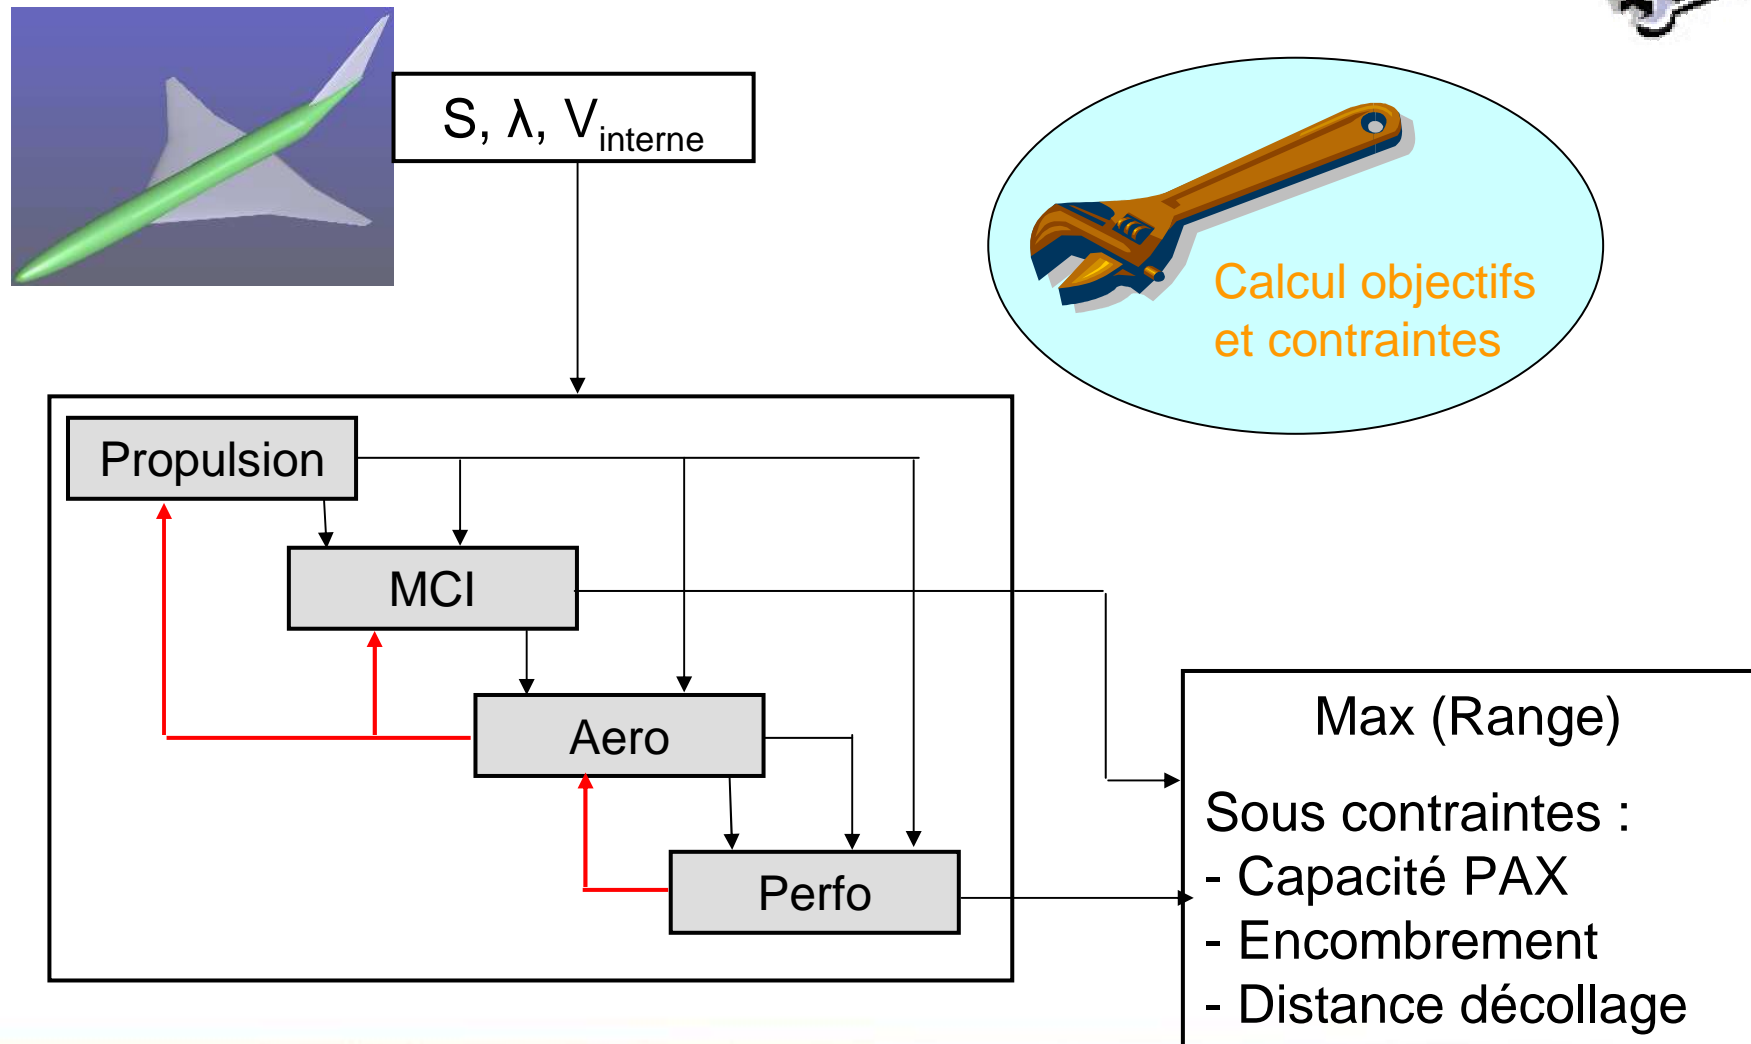 S, λ, Vinterne
Calcul objectifs
et contraintes
Propulsion
MCI
Aero
Perfo
Max (Range)
Sous contraintes :
- Capacité PAX
- Encombrement
- Distance décollage